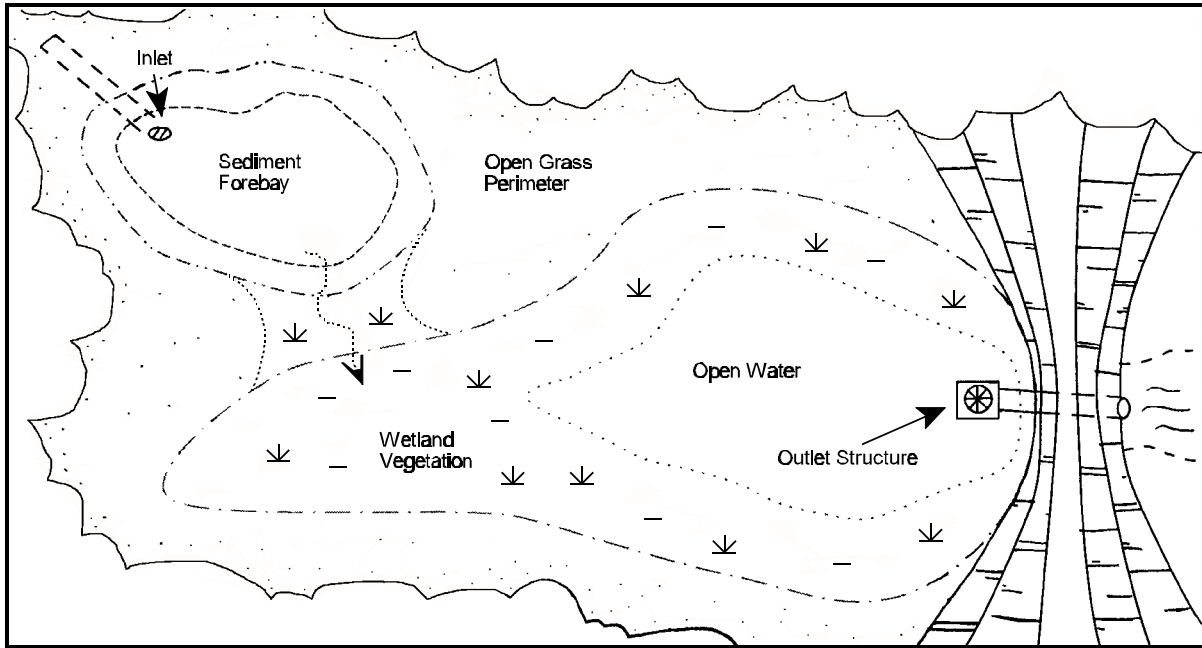 Inlet
Sediment
Forebay
Open Grass
Perimeter
Open Water
Wetland
Vegetation
Outlet Structure